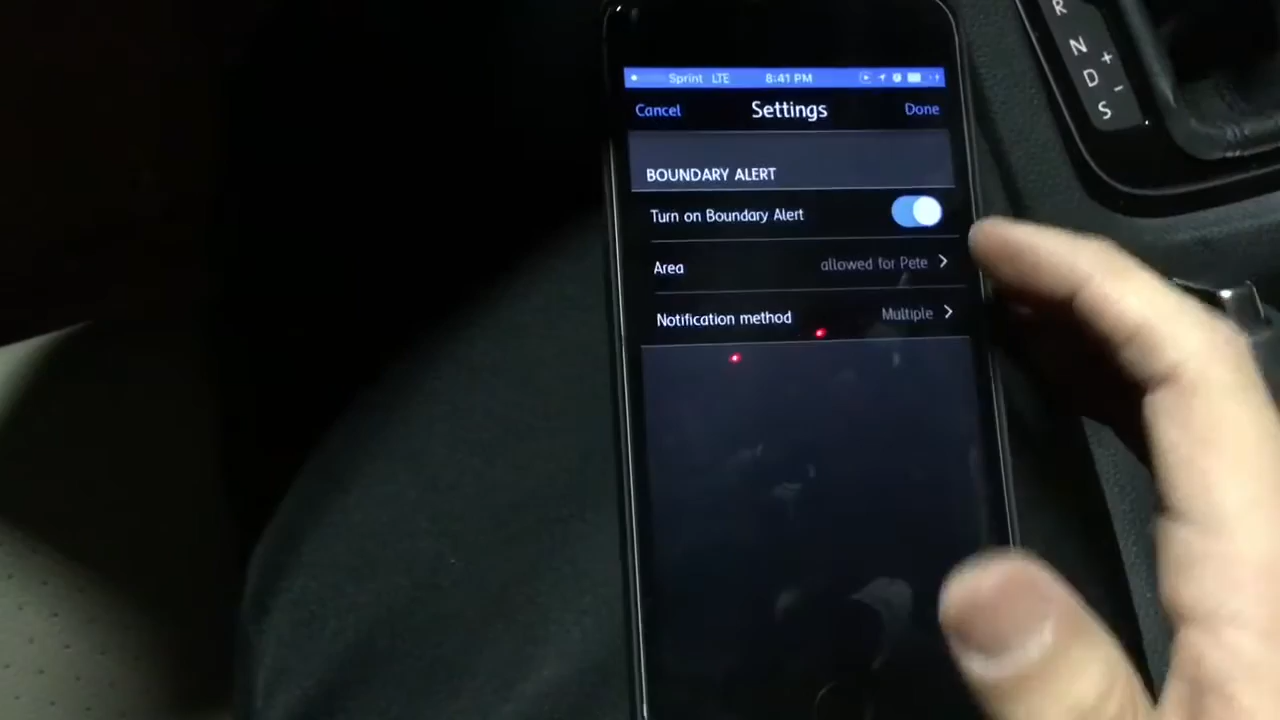 R
N
D
S
+
-
Sprint LTE 8:41 PM
Cancel Settings Done
BOUNDARY ALERT
Turn on Boundary Alert
Area allowed for Pete
Notification method Multiple